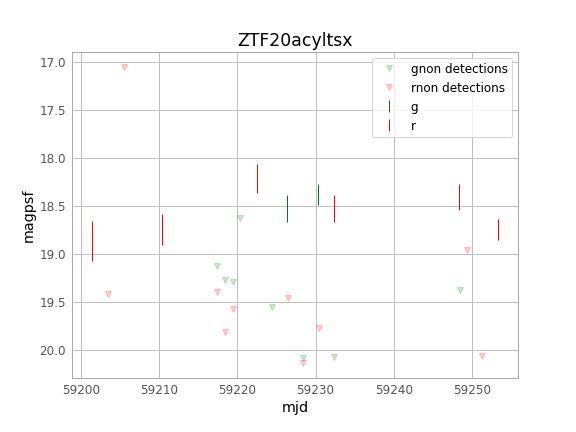 ZTF20acyltsx
gnon detections
rnon detections
g
r
magpsf
17.0
17.5
18.0
18.5
19.0
19.5
20.0
59200 59210 59220 59230 59240 59250
mjd